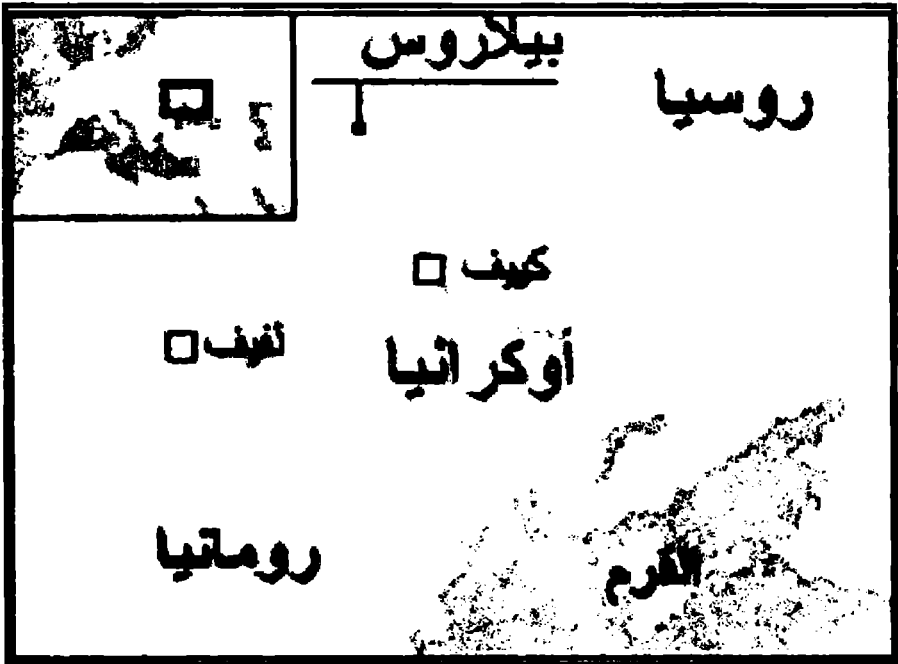 بيلاروس
روسيا
كييف
لفيف
أوكرانيا
رومانيا
القرم